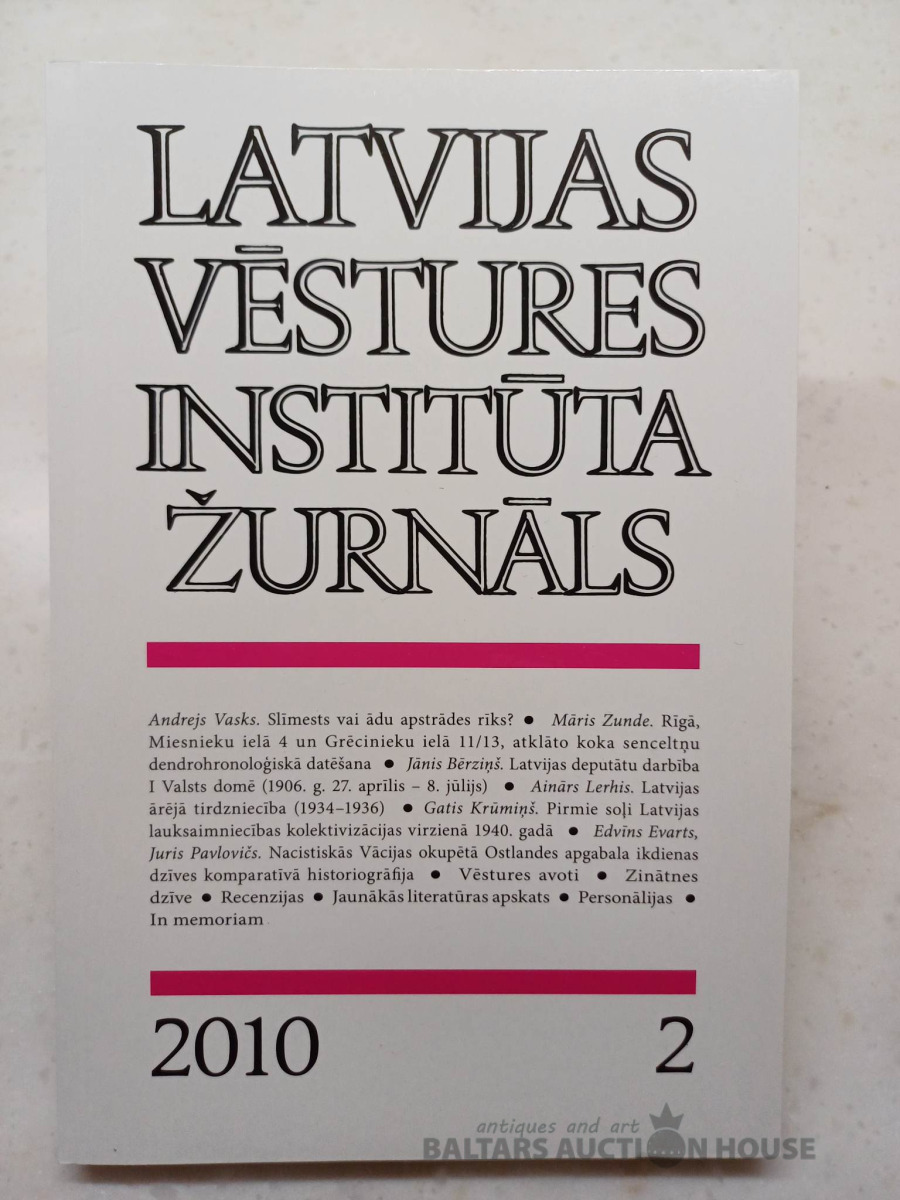 LATVIJAS
VĒSTURES
INSTITŪTA
ŽURNĀLS
Andrejs Vasks. Slīmests vai ādu apstrādes rīks? ● Māris Zunde. Rīgā,
Miesnieku ielā 4 un Grēcinieku ielā 11/13, atklāto koka senceltņu
dendrohronoloģiskā datēšana ● Jānis Bērziņš. Latvijas deputātu darbība
I Valsts domē (1906. g. 27. aprīlis – 8. jūlijs) ● Ainārs Lerhis. Latvijas
ārējā tirdzniecība (1934–1936) ● Gatis Krūmiņš. Pirmie soļi Latvijas
lauksaimniecības kolektivizācijas virzienā 1940. gadā ● Edvīns Evarts,
Juris Pavlovičs. Nacistiskās Vācijas okupētā Ostlandes apgabala ikdienas
dzīves komparatīvā historiogrāfija ● Vēstures avoti ● Zinātnes
dzīve ● Recenzijas ● Jaunākās literatūras apskats ● Personālijas ●
In memoriam
2010 2
antiques and art
BALTARS AUCTION HOUSE